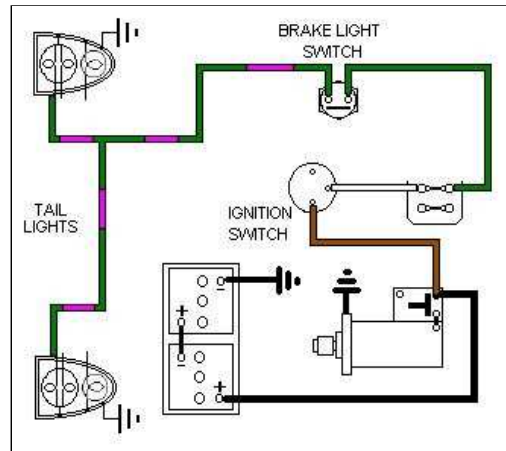 BRAKE LIGHT
SWITCH
TAIL
LIGHTS
IGNITION
SWITCH
-
+
-
+